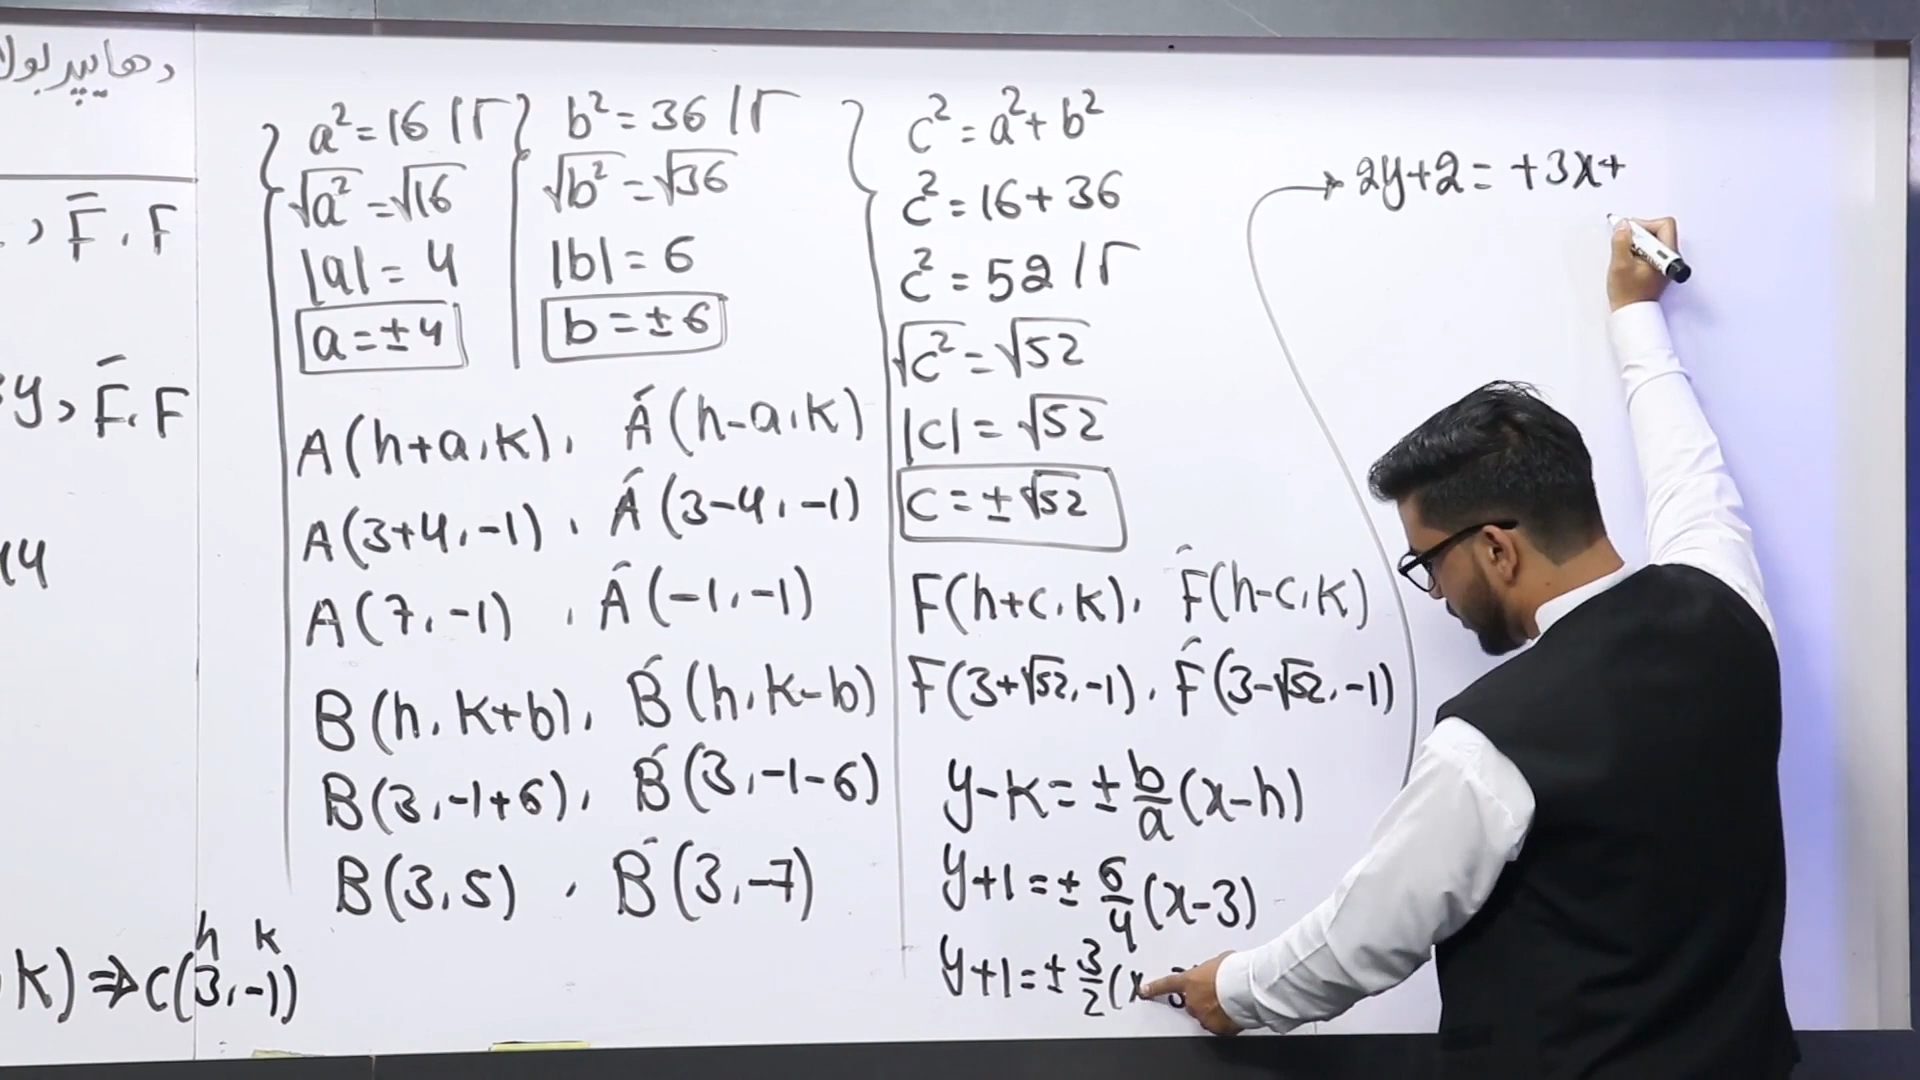 دهایپربولا
, F̄, F
y, F̄, F
14
K) ⇒ C(3, -1)
h k
a² = 16 /√
√a² = √16
|a| = 4
a = ±4
b² = 36 /√
√b² = √36
|b| = 6
b = ±6
A(h+a, k), Á(h-a, k)
A(3+4, -1), Á(3-4, -1)
A(7, -1), Á(-1, -1)
B(h, k+b), B́(h, k-b)
B(3, -1+6), B́(3, -1-6)
B(3, 5), B́(3, -7)
c² = a² + b²
c² = 16 + 36
c² = 52 /√
√c² = √52
|c| = √52
c = ±√52
F(h+c, k), F́(h-c, k)
F(3+√52, -1), F́(3-√52, -1)
y-k = ± b/a (x-h)
y+1 = ± 6/4 (x-3)
y+1 = ± 3/2 (x
2y+2 = +3x+